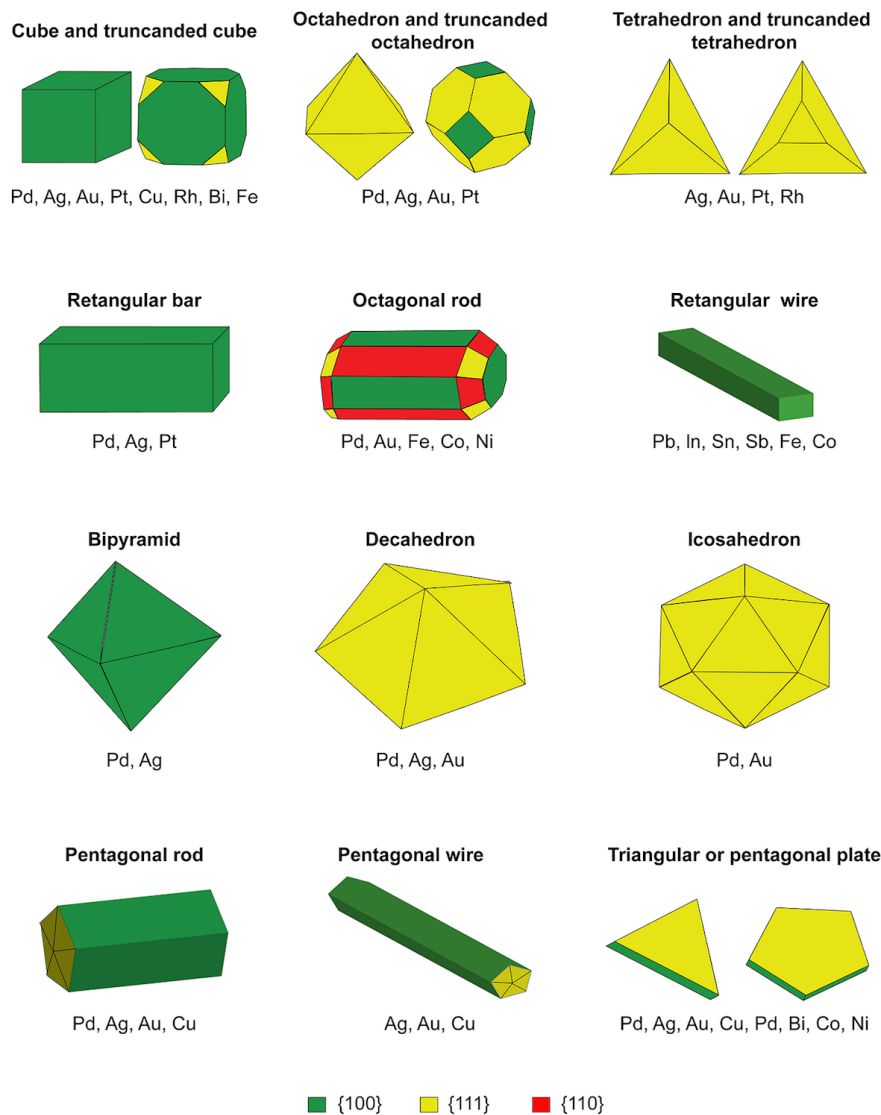 Cube and truncanded cube
Octahedron and truncanded
octahedron
Tetrahedron and truncanded
tetrahedron
Pd, Ag, Au, Pt, Cu, Rh, Bi, Fe
Pd, Ag, Au, Pt
Ag, Au, Pt, Rh
Retangular bar
Octagonal rod
Retangular wire
Pd, Ag, Pt
Pd, Au, Fe, Co, Ni
Pb, In, Sn, Sb, Fe, Co
Bipyramid
Decahedron
Icosahedron
Pd, Ag
Pd, Ag, Au
Pd, Au
Pentagonal rod
Pentagonal wire
Triangular or pentagonal plate
Pd, Ag, Au, Cu
Ag, Au, Cu
Pd, Ag, Au, Cu, Pd, Bi, Co, Ni
{100}
{111}
{110}